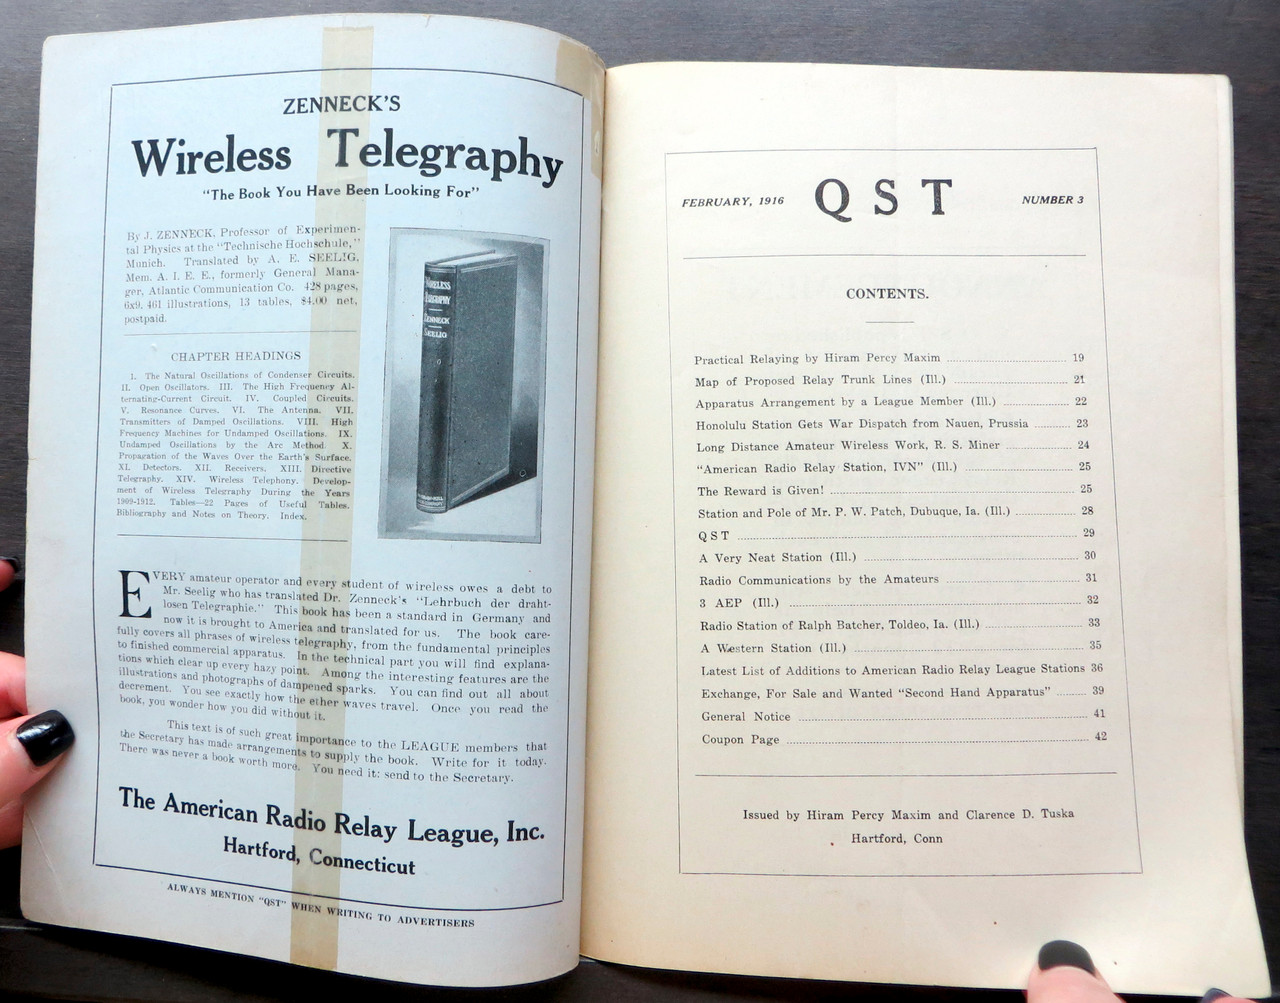 ZENNECK'S
Wireless Telegraphy
"The Book You Have Been Looking For"
By J. ZENNECK, Professor of Experimen-
tal Physics at the "Technische Hochschule,"
Munich. Translated by A. E. SEELIG,
Mem. A. I. E. E., formerly General Mana-
ger, Atlantic Communication Co. 428 pages,
6x9, 461 illustrations, 13 tables, $4.00 net,
postpaid.
WIRELESS
TELEGRAPHY
ZENNECK
SEELIG
CHAPTER HEADINGS
I. The Natural Oscillations of Condenser Circuits.
II. Open Oscillators. III. The High Frequency Al-
ternating-Current Circuit. IV. Coupled Circuits.
V. Resonance Curves. VI. The Antenna. VII.
Transmitters of Damped Oscillations. VIII. High
Frequency Machines for Undamped Oscillations. IX.
Undamped Oscillations by the Arc Method. X.
Propagation of the Waves Over the Earth's Surface.
XI. Detectors. XII. Receivers. XIII. Directive
Telegraphy. XIV. Wireless Telephony. Develop-
ment of Wireless Telegraphy During the Years
1909-1912. Tables—22 Pages of Useful Tables.
Bibliography and Notes on Theory. Index.
EVERY amateur operator and every student of wireless owes a debt to
Mr. Seelig who has translated Dr. Zenneck's "Lehrbuch der draht-
losen Telegraphie." This book has been a standard in Germany and
now it is brought to America and translated for us. The book care-
fully covers all phrases of wireless telegraphy, from the fundamental principles
to finished commercial apparatus. In the technical part you will find explana-
tions which clear up every hazy point. Among the interesting features are the
illustrations and photographs of dampened sparks. You can find out all about
decrement. You see exactly how the ether waves travel. Once you read the
book, you wonder how you did without it.
This text is of such great importance to the LEAGUE members that
the Secretary has made arrangements to supply the book. Write for it today.
There was never a book worth more. You need it: send to the Secretary.
The American Radio Relay League, Inc.
Hartford, Connecticut
ALWAYS MENTION "QST" WHEN WRITING TO ADVERTISERS
FEBRUARY, 1916 QST NUMBER 3
CONTENTS.
Practical Relaying by Hiram Percy Maxim 19
Map of Proposed Relay Trunk Lines (Ill.) 21
Apparatus Arrangement by a League Member (Ill.) 22
Honolulu Station Gets War Dispatch from Nauen, Prussia 23
Long Distance Amateur Wireless Work, R. S. Miner 24
"American Radio Relay Station, IVN" (Ill.) 25
The Reward is Given! 25
Station and Pole of Mr. P. W. Patch, Dubuque, Ia. (Ill.) 28
QST 29
A Very Neat Station (Ill.) 30
Radio Communications by the Amateurs 31
3 AEP (Ill.) 32
Radio Station of Ralph Batcher, Toldeo, Ia. (Ill.) 33
A Western Station (Ill.) 35
Latest List of Additions to American Radio Relay League Stations 36
Exchange, For Sale and Wanted "Second Hand Apparatus" 39
General Notice 41
Coupon Page 42
Issued by Hiram Percy Maxim and Clarence D. Tuska
Hartford, Conn